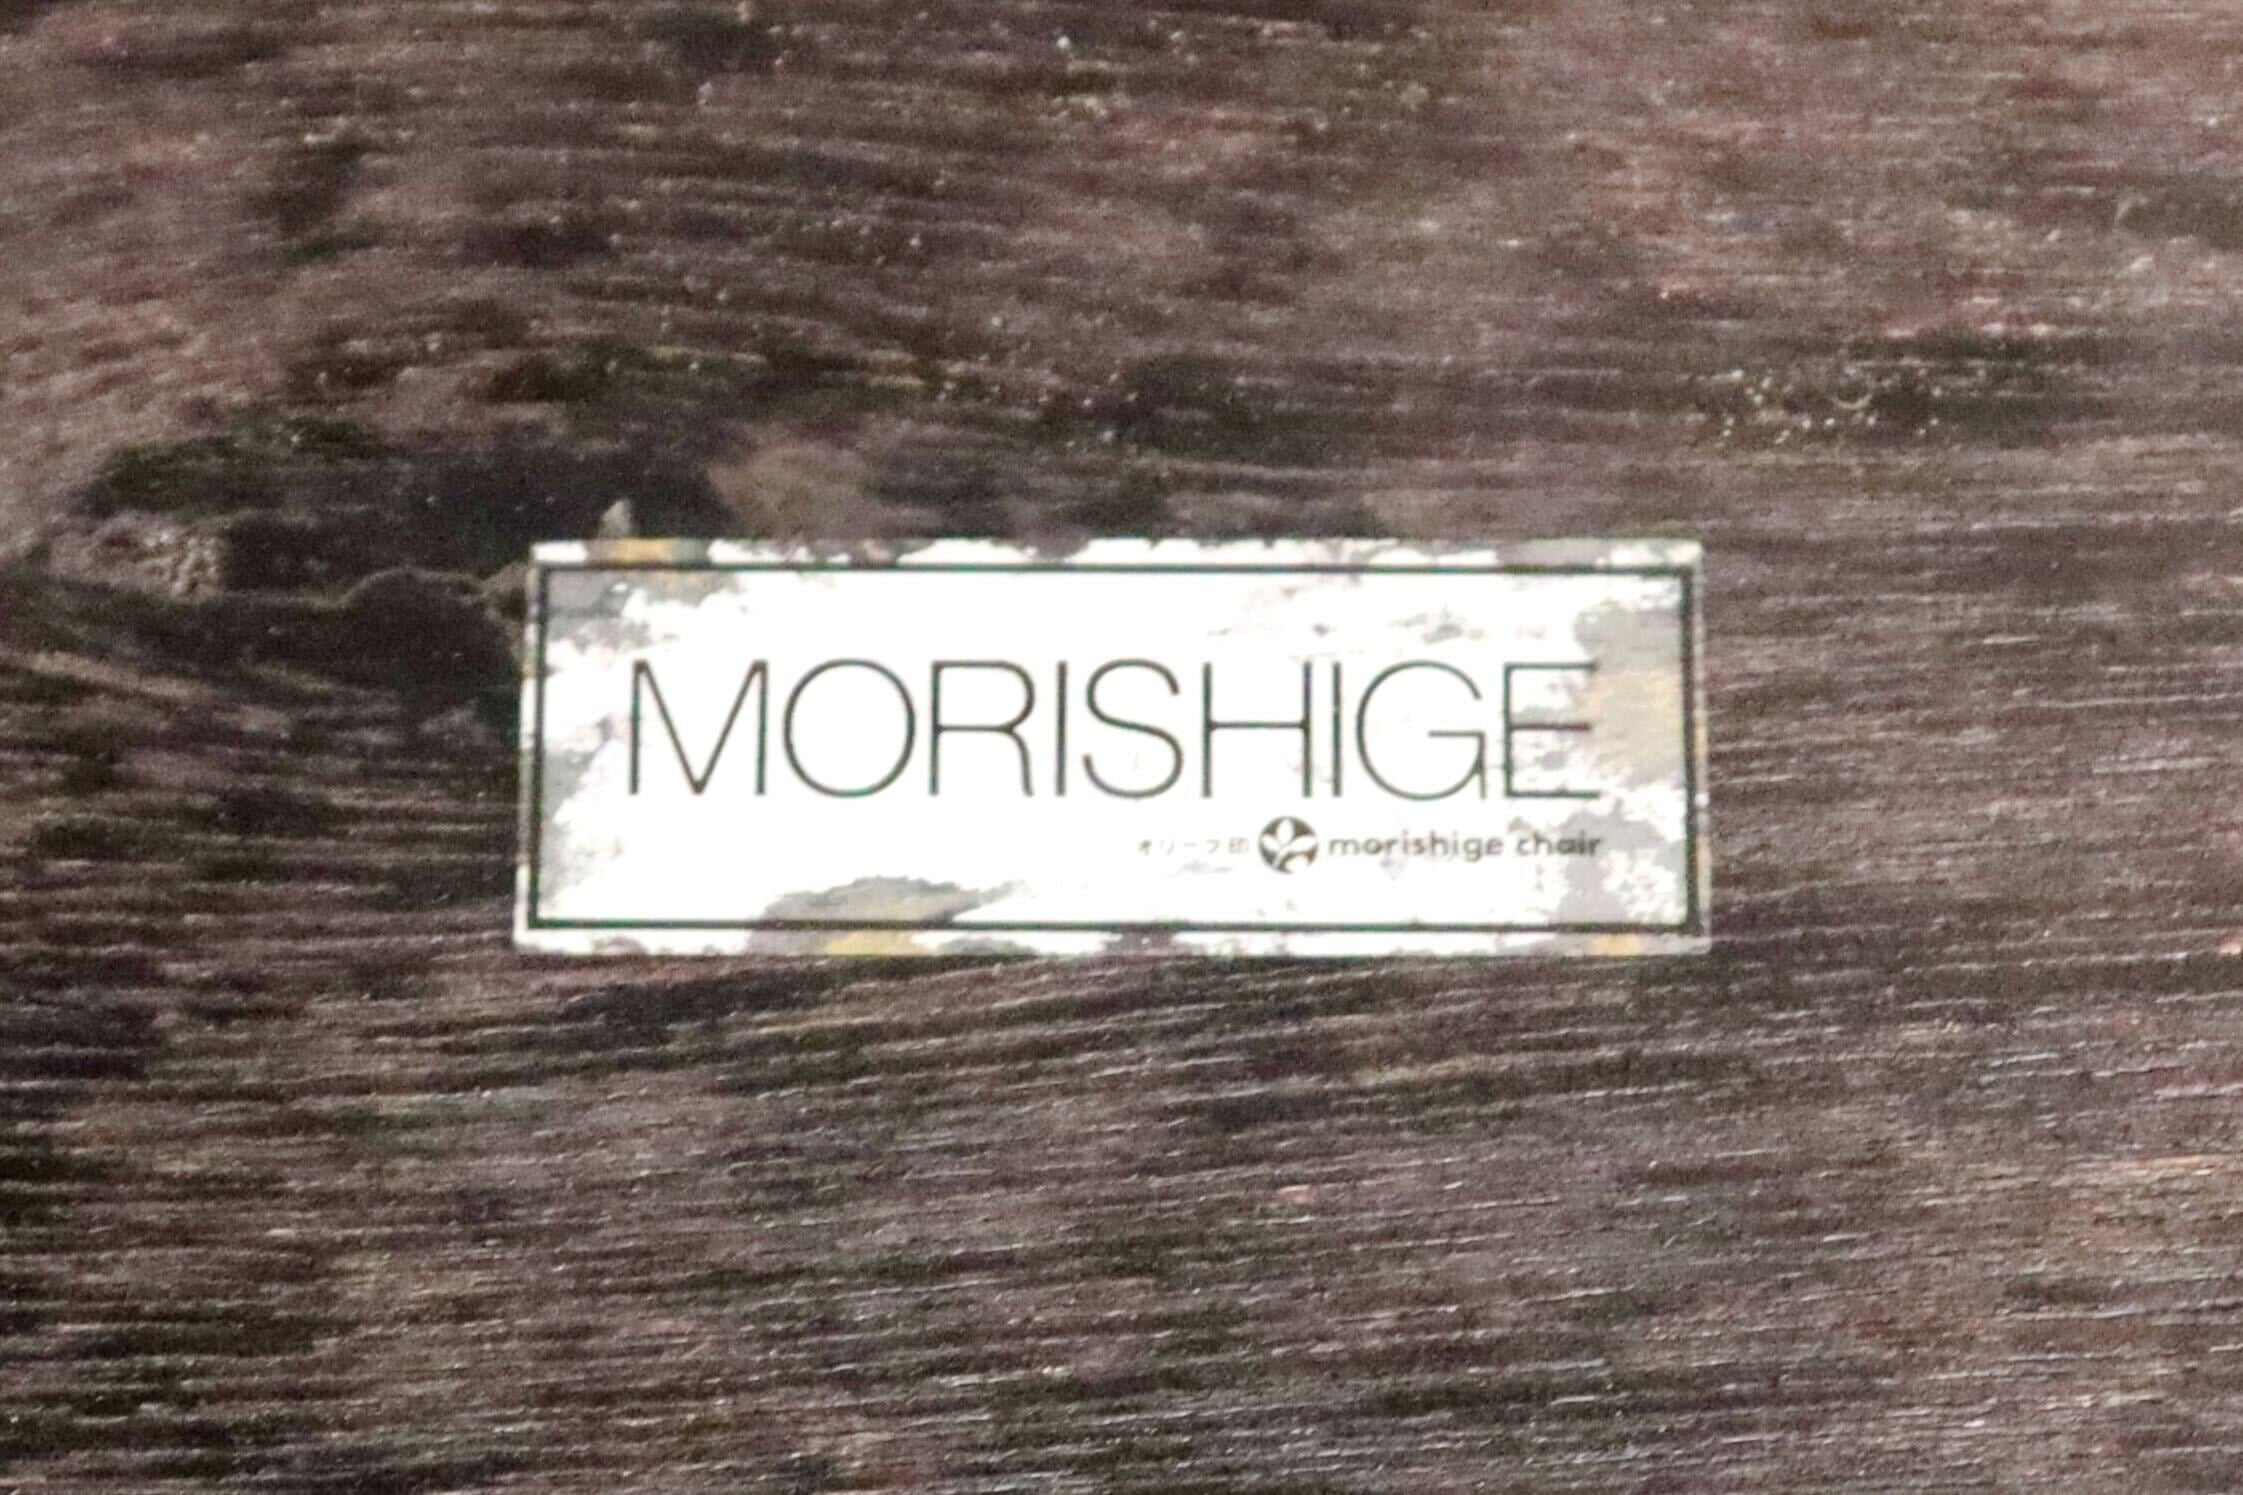 MORISHIGE
オリーブ印 morishige chair